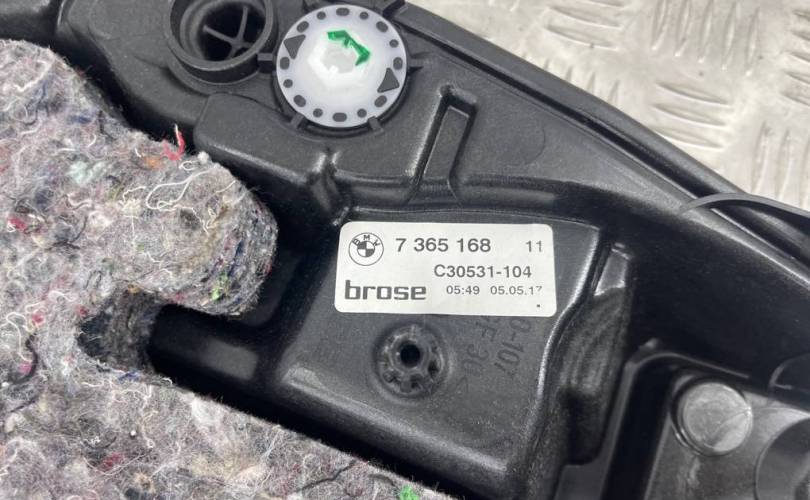 BMW 7 365 168 11
C30531-104
brose 05:49 05.05.17